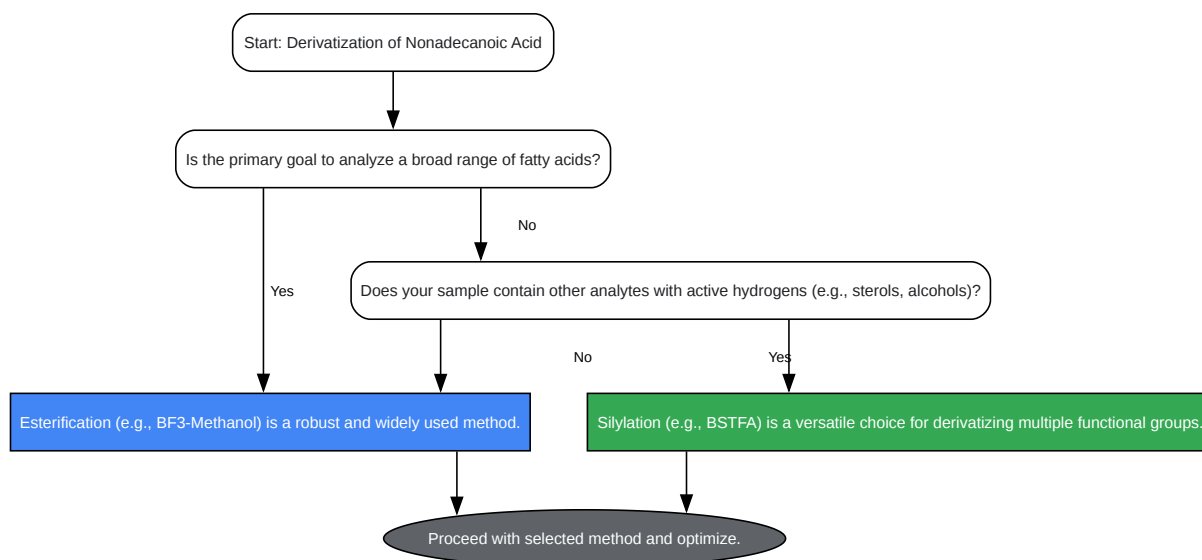 Start: Derivatization of Nonadecanoic Acid
Is the primary goal to analyze a broad range of fatty acids?
No
Yes
Does your sample contain other analytes with active hydrogens (e.g., sterols, alcohols)?
No
Yes
Esterification (e.g., BF3-Methanol) is a robust and widely used method.
Silylation (e.g., BSTFA) is a versatile choice for derivatizing multiple functional groups.
Proceed with selected method and optimize.